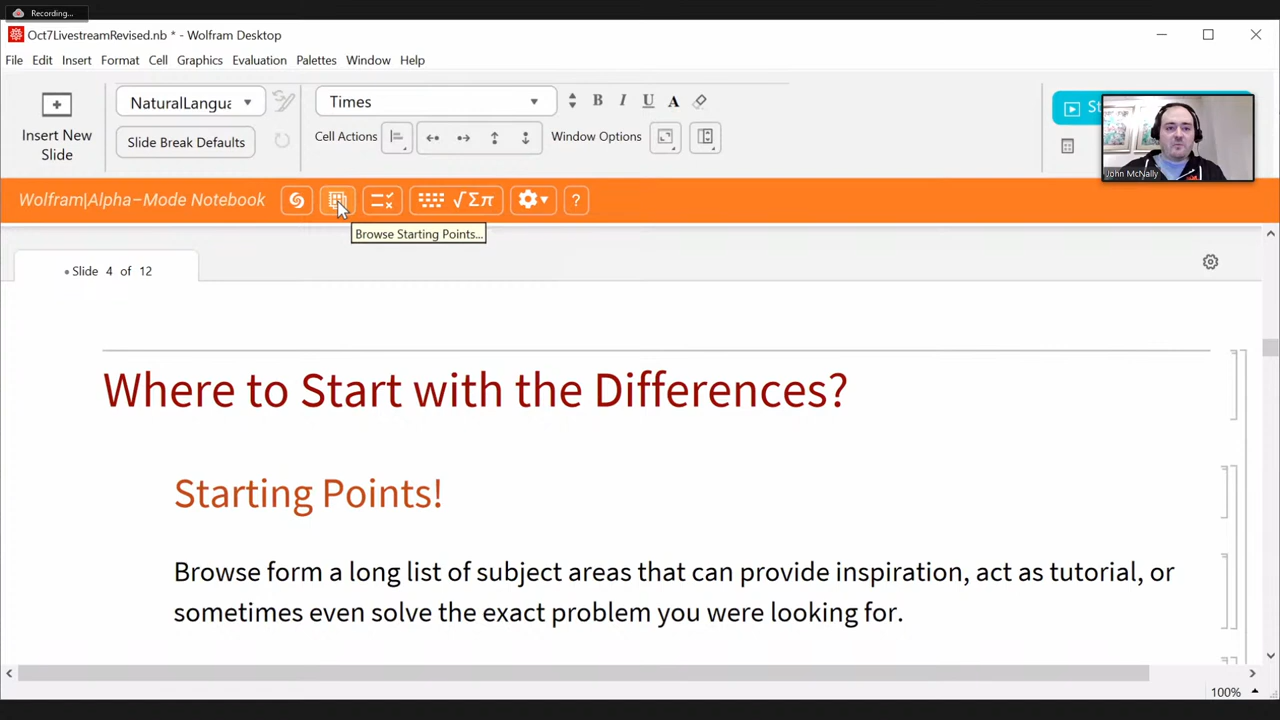 Recording...
Oct7LivestreamRevised.nb * - Wolfram Desktop
File Edit Insert Format Cell Graphics Evaluation Palettes Window Help
Insert New
Slide
NaturalLangua
Slide Break Defaults
Times
B I U A
Cell Actions
Window Options
St
John McNally
Wolfram|Alpha-Mode Notebook
√Σπ
?
Browse Starting Points...
• Slide 4 of 12
Where to Start with the Differences?
Starting Points!
Browse form a long list of subject areas that can provide inspiration, act as tutorial, or
sometimes even solve the exact problem you were looking for.
100%